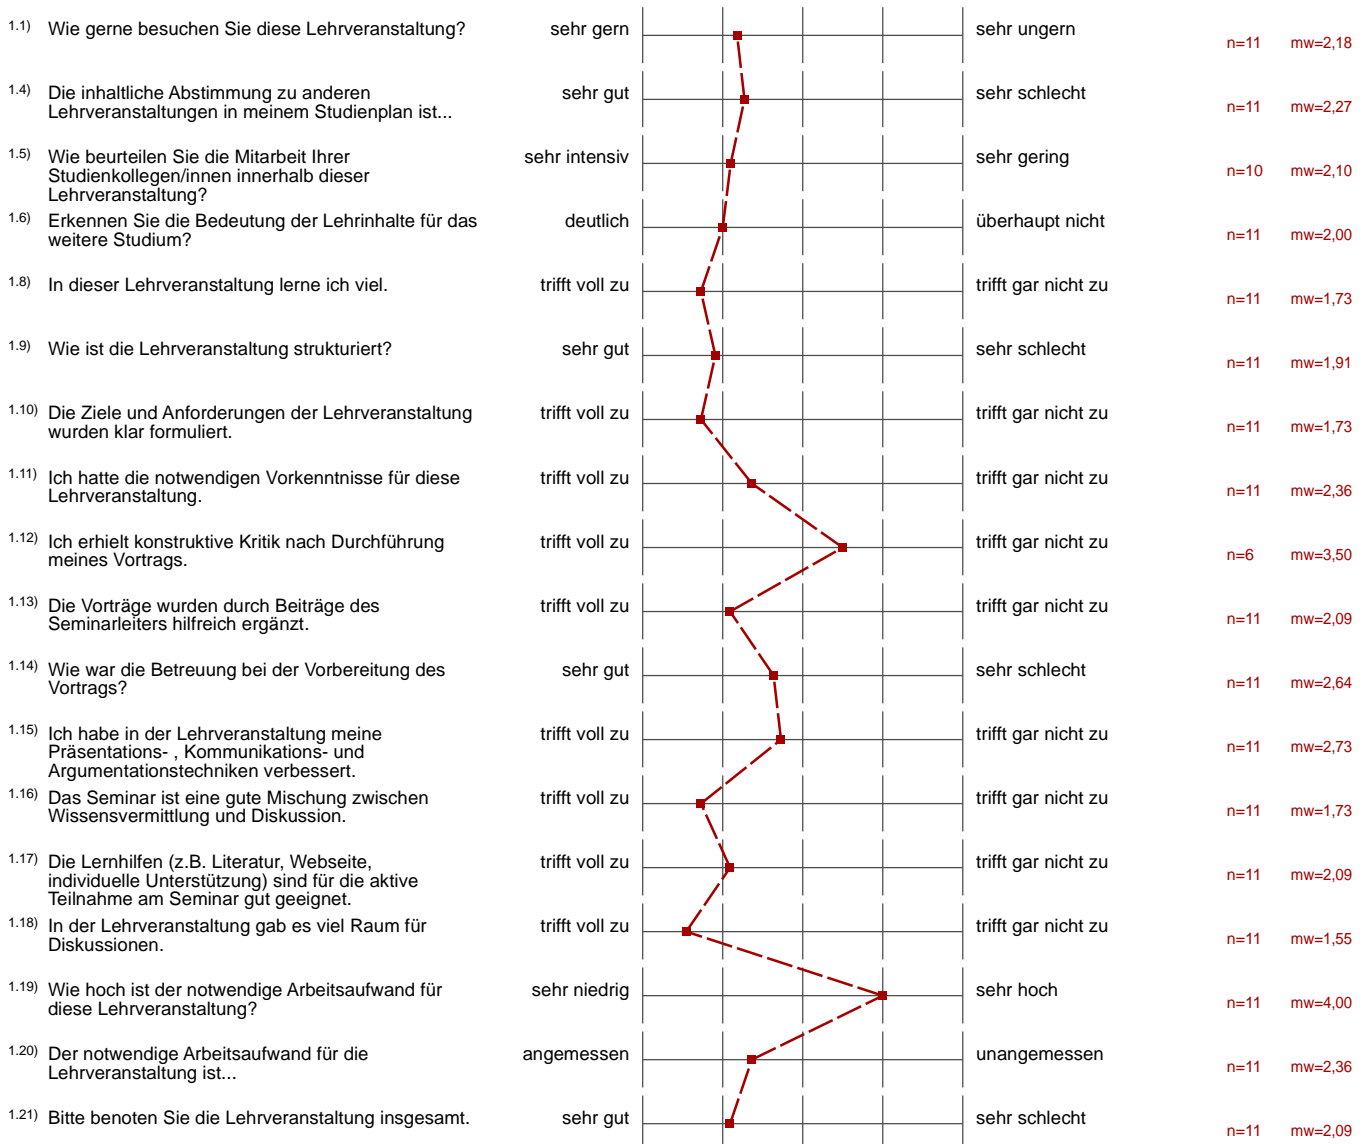 1.1) Wie gerne besuchen Sie diese Lehrveranstaltung? sehr gern sehr ungern n=11 mw=2,18
1.4) Die inhaltliche Abstimmung zu anderen sehr gut sehr schlecht n=11 mw=2,27
Lehrveranstaltungen in meinem Studienplan ist...
1.5) Wie beurteilen Sie die Mitarbeit Ihrer sehr intensiv sehr gering n=10 mw=2,10
Studienkollegen/innen innerhalb dieser
Lehrveranstaltung?
1.6) Erkennen Sie die Bedeutung der Lehrinhalte für das deutlich überhaupt nicht n=11 mw=2,00
weitere Studium?
1.8) In dieser Lehrveranstaltung lerne ich viel. trifft voll zu trifft gar nicht zu n=11 mw=1,73
1.9) Wie ist die Lehrveranstaltung strukturiert? sehr gut sehr schlecht n=11 mw=1,91
1.10) Die Ziele und Anforderungen der Lehrveranstaltung trifft voll zu trifft gar nicht zu n=11 mw=1,73
wurden klar formuliert.
1.11) Ich hatte die notwendigen Vorkenntnisse für diese trifft voll zu trifft gar nicht zu n=11 mw=2,36
Lehrveranstaltung.
1.12) Ich erhielt konstruktive Kritik nach Durchführung trifft voll zu trifft gar nicht zu n=6 mw=3,50
meines Vortrags.
1.13) Die Vorträge wurden durch Beiträge des trifft voll zu trifft gar nicht zu n=11 mw=2,09
Seminarleiters hilfreich ergänzt.
1.14) Wie war die Betreuung bei der Vorbereitung des sehr gut sehr schlecht n=11 mw=2,64
Vortrags?
1.15) Ich habe in der Lehrveranstaltung meine trifft voll zu trifft gar nicht zu n=11 mw=2,73
Präsentations- , Kommunikations- und
Argumentationstechniken verbessert.
1.16) Das Seminar ist eine gute Mischung zwischen trifft voll zu trifft gar nicht zu n=11 mw=1,73
Wissensvermittlung und Diskussion.
1.17) Die Lernhilfen (z.B. Literatur, Webseite, trifft voll zu trifft gar nicht zu n=11 mw=2,09
individuelle Unterstützung) sind für die aktive
Teilnahme am Seminar gut geeignet.
1.18) In der Lehrveranstaltung gab es viel Raum für trifft voll zu trifft gar nicht zu n=11 mw=1,55
Diskussionen.
1.19) Wie hoch ist der notwendige Arbeitsaufwand für sehr niedrig sehr hoch n=11 mw=4,00
diese Lehrveranstaltung?
1.20) Der notwendige Arbeitsaufwand für die angemessen unangemessen n=11 mw=2,36
Lehrveranstaltung ist...
1.21) Bitte benoten Sie die Lehrveranstaltung insgesamt. sehr gut sehr schlecht n=11 mw=2,09